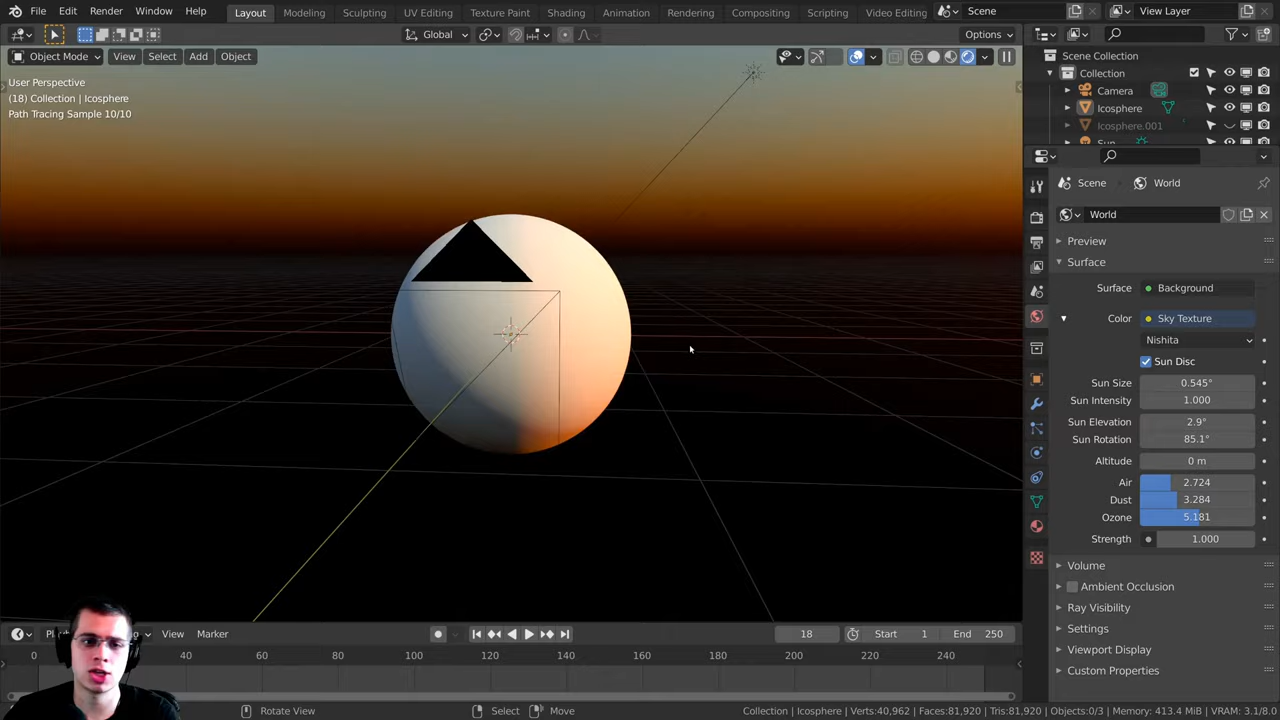 File Edit Render Window Help Layout Modeling Sculpting UV Editing Texture Paint Shading Animation Rendering Compositing Scripting Video Editing Scene View Layer
Global Options
Object Mode View Select Add Object
User Perspective
(18) Collection | Icosphere
Path Tracing Sample 10/10
Scene Collection
Collection
Camera
Icosphere
Icosphere.001
Sun
Scene World
World
Preview
Surface
Surface Background
Color Sky Texture
Nishita
Sun Disc
Sun Size 0.545°
Sun Intensity 1.000
Sun Elevation 2.9°
Sun Rotation 85.1°
Altitude 0 m
Air 2.724
Dust 3.284
Ozone 5.181
Strength 1.000
Volume
Ambient Occlusion
Ray Visibility
Settings
Viewport Display
Custom Properties
View Marker 18 Start 1 End 250
0 40 60 80 100 120 140 160 180 200 220 240
Rotate View Select Move Collection | Icosphere | Verts:40,962 | Faces:81,920 | Tris:81,920 | Objects:0/3 | Memory: 413.4 MiB | VRAM: 3.1/8.0